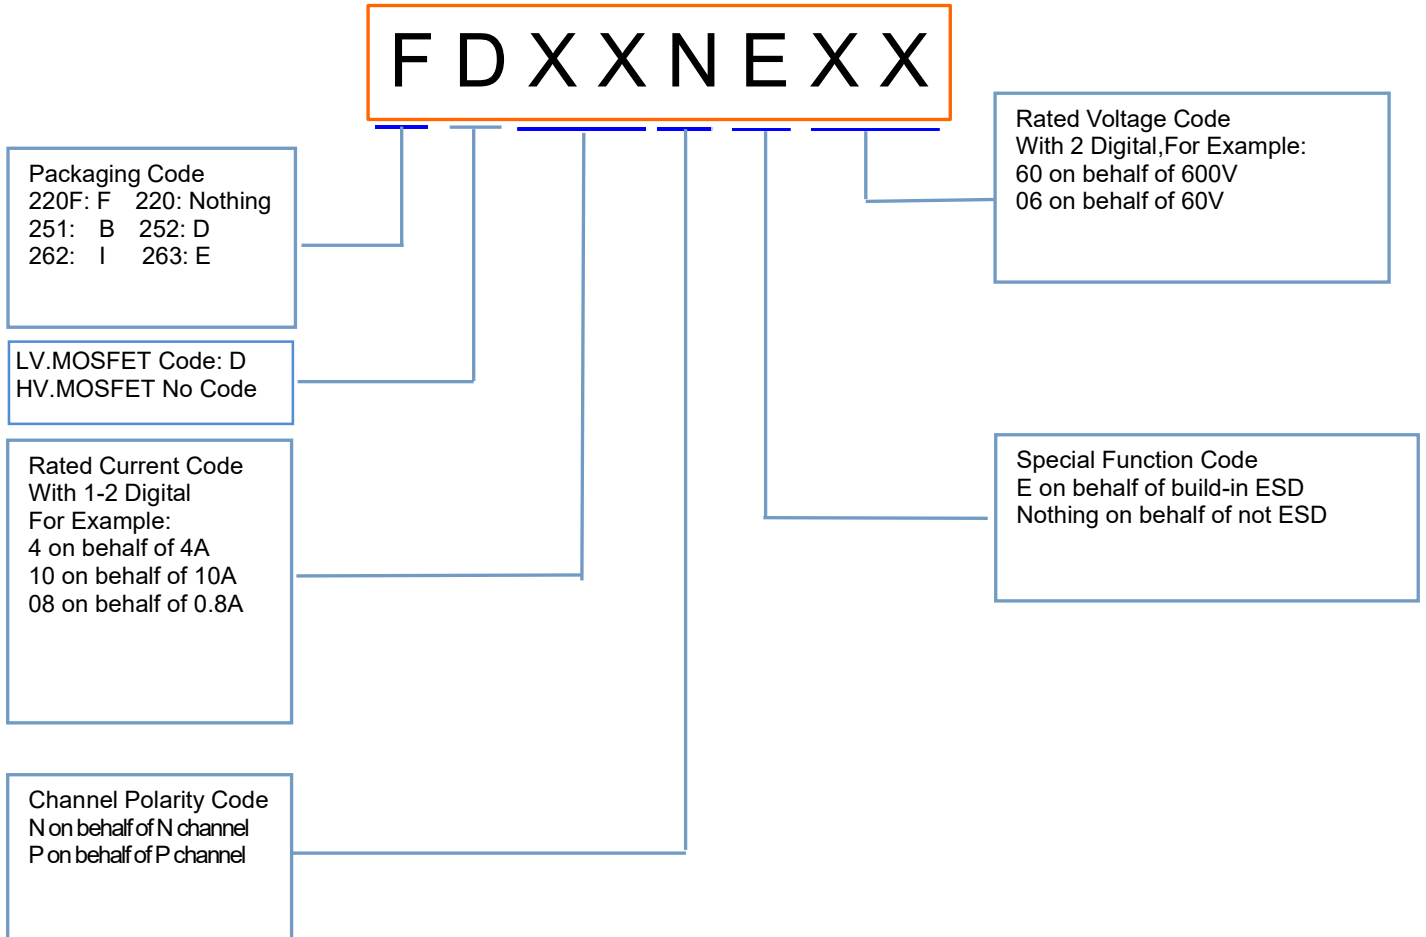 F D X X N E X X
Packaging Code
220F: F 220: Nothing
251: B 252: D
262: I 263: E
LV.MOSFET Code: D
HV.MOSFET No Code
Rated Current Code
With 1-2 Digital
For Example:
4 on behalf of 4A
10 on behalf of 10A
08 on behalf of 0.8A
Channel Polarity Code
N on behalf of N channel
P on behalf of P channel
Rated Voltage Code
With 2 Digital,For Example:
60 on behalf of 600V
06 on behalf of 60V
Special Function Code
E on behalf of build-in ESD
Nothing on behalf of not ESD